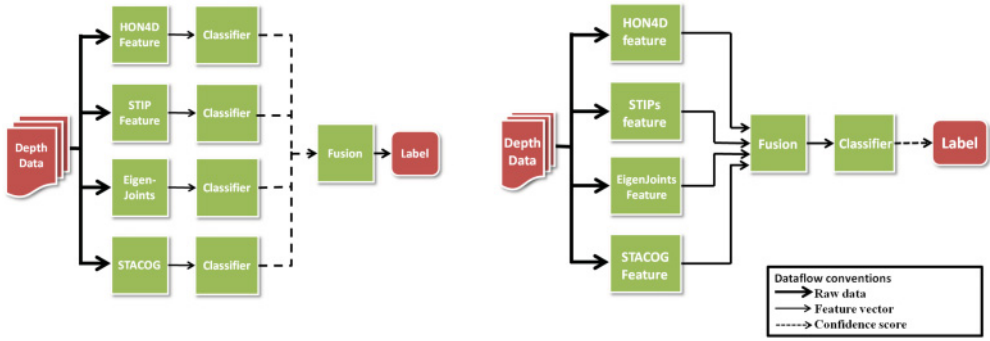 HON4D
Feature
Classifier
STIP
Feature
Classifier
Depth
Data
Eigen-
Joints
Classifier
STACOG
Classifier
Fusion
Label
HON4D
feature
STIPs
feature
Depth
Data
EigenJoints
Feature
STACOG
Feature
Fusion
Classifier
Label
Dataflow conventions
Raw data
Feature vector
Confidence score